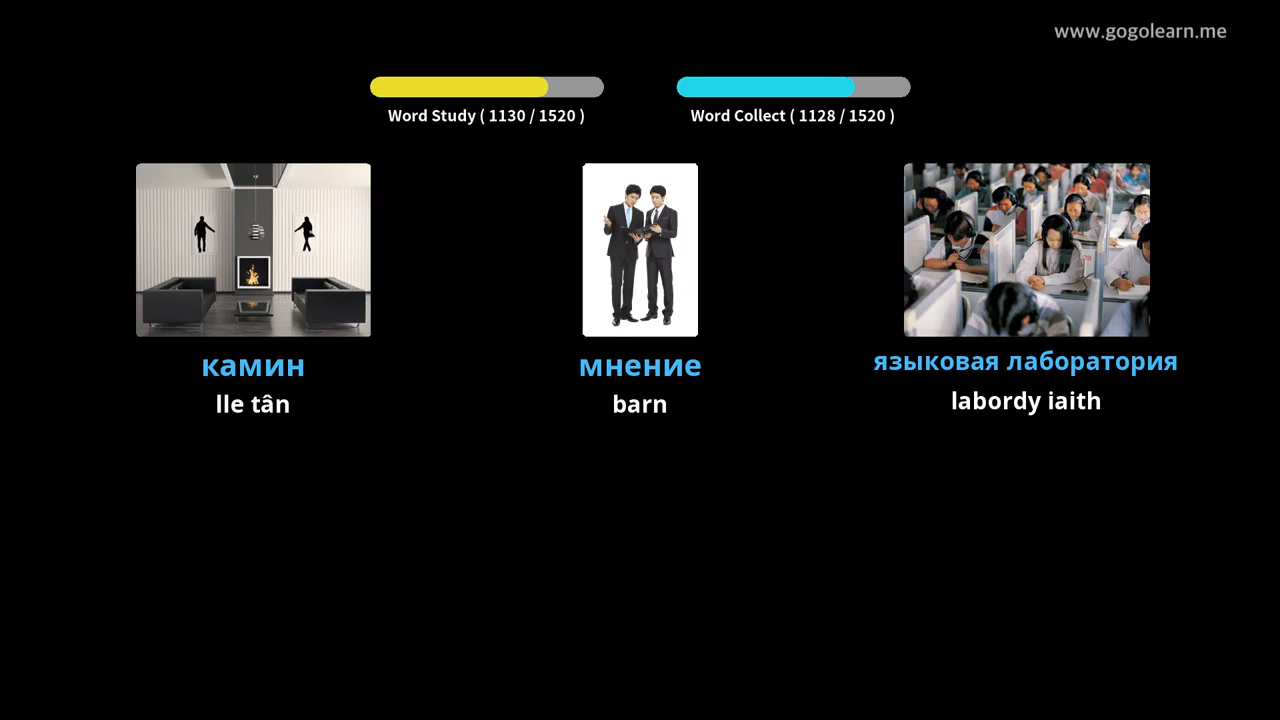 www.gogolearn.me
Word Study ( 1130 / 1520 )
Word Collect ( 1128 / 1520 )
камин
lle tân
мнение
barn
языковая лаборатория
labordy iaith